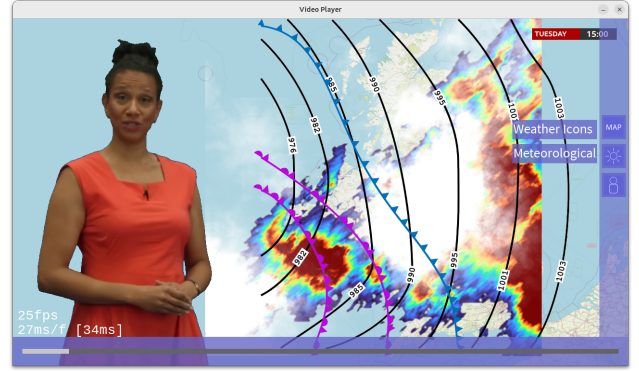 Video Player
TUESDAY 15:00
985
990
995
1001
1003
976
982
Weather Icons
MAP
Meteorological
982
985
990
995
1001
1003
25fps
27ms/f [34ms]